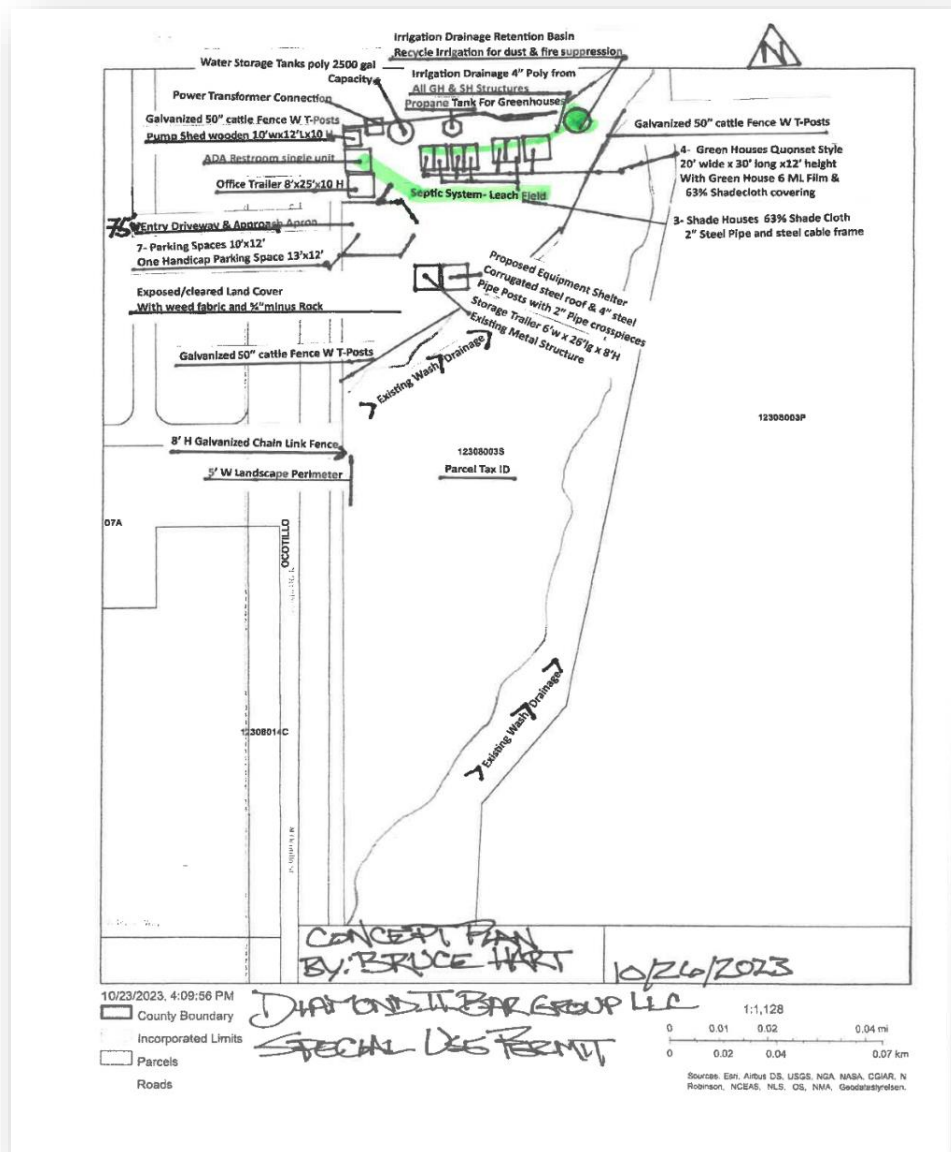 Irrigation Drainage Retention Basin
Recycle Irrigation for dust & fire suppression
N
Water Storage Tanks poly 2500 gal
Capacity
Irrigation Drainage 4" Poly from
All GH & SH Structures
Power Transformer Connection
Propane Tank For Greenhouses
Galvanized 50" cattle Fence W T-Posts
Pump Shed wooden 10'wx12'Lx10 H
Galvanized 50" cattle Fence W T-Posts
4- Green Houses Quonset Style
20' wide x 30' long x12' height
With Green House 6 ML Film &
63% Shadecloth covering
ADA Restroom single unit
Office Trailer 8'x25'x10 H
Septic System- Leach Field
3- Shade Houses 63% Shade Cloth
2" Steel Pipe and steel cable frame
75' Entry Driveway & Approach Apron
7- Parking Spaces 10'x12'
One Handicap Parking Space 13'x12'
Proposed Equipment Shelter
Corrugated steel roof & 4" steel
Pipe Posts with 2" Pipe crosspieces
Storage Trailer 6'w x 26'lg x 8'H
Existing Metal Structure
Exposed/cleared Land Cover
With weed fabric and ¾"minus Rock
Galvanized 50" cattle Fence W T-Posts
Existing Wash Drainage
12308003P
8' H Galvanized Chain Link Fence
12308003S
5' W Landscape Perimeter
Parcel Tax ID
07A
OCOTILLO
12308014C
Existing Wash Drainage
CONCEPT PLAN
BY: BRUCE HART
10/26/2023
10/23/2023, 4:09:56 PM
DIAMOND II BAR GROUP LLC
SPECIAL USE PERMIT
County Boundary
Incorporated Limits
Parcels
Roads
1:1,128
0 0.01 0.02 0.04 mi
0 0.02 0.04 0.07 km
Sources: Esri, Airbus DS, USGS, NGA, NASA, CGIAR, N
Robinson, NCEAS, NLS, OS, NMA, Geodatastyrelsen,